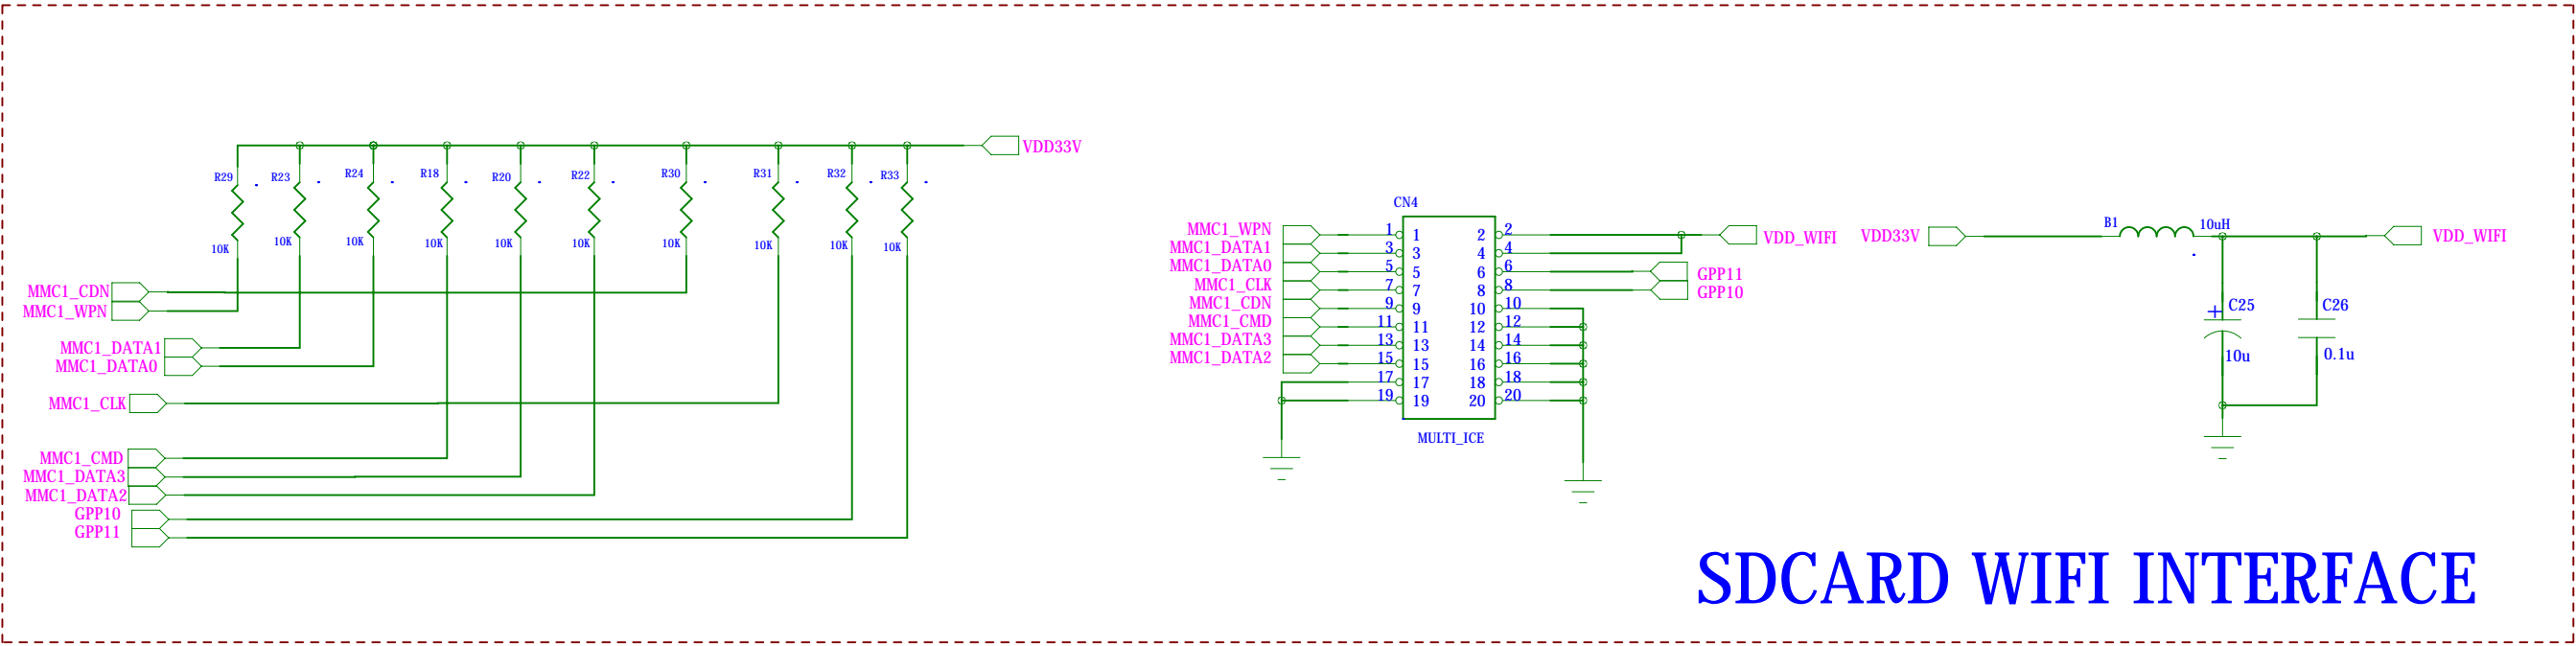 VDD33V
R29 R23 R24 R18 R20 R22 R30 R31 R32 R33
10K 10K 10K 10K 10K 10K 10K 10K 10K 10K
MMC1_CDN
MMC1_WPN
MMC1_DATA1
MMC1_DATA0
MMC1_CLK
MMC1_CMD
MMC1_DATA3
MMC1_DATA2
GPP10
GPP11
CN4
MMC1_WPN 1 1 2 2 VDD_WIFI
MMC1_DATA1 3 3 4 4
MMC1_DATA0 5 5 6 6 GPP11
MMC1_CLK 7 7 8 8 GPP10
MMC1_CDN 9 9 10 10
MMC1_CMD 11 11 12 12
MMC1_DATA3 13 13 14 14
MMC1_DATA2 15 15 16 16
17 17 18 18
19 19 20 20
MULTI_ICE
VDD33V B1 10uH VDD_WIFI
+ C25 C26
10u 0.1u
SDCARD WIFI INTERFACE